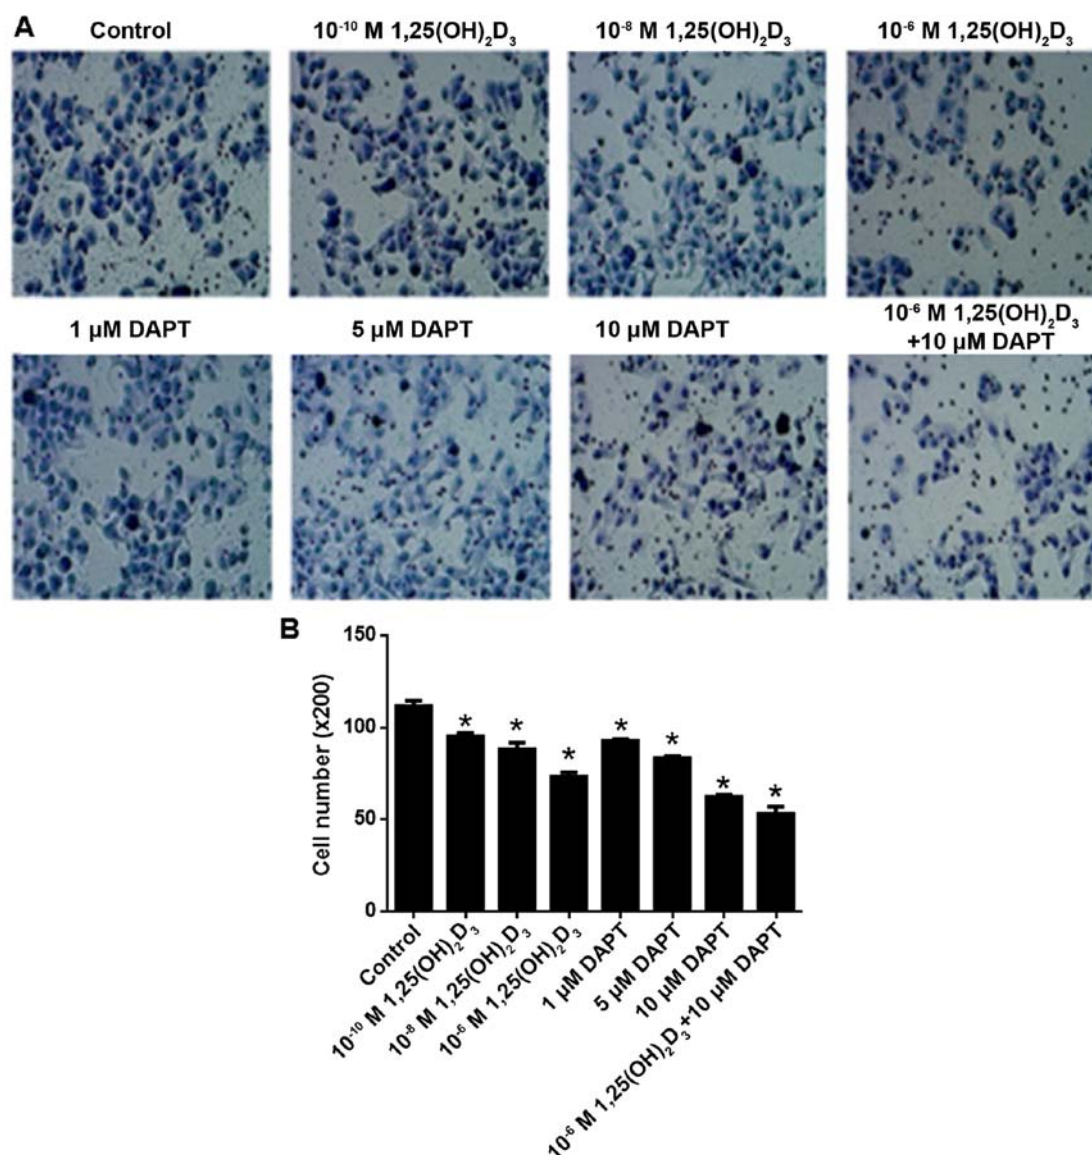 A
Control
10⁻¹⁰ M 1,25(OH)₂D₃
10⁻⁸ M 1,25(OH)₂D₃
10⁻⁶ M 1,25(OH)₂D₃
1 µM DAPT
5 µM DAPT
10 µM DAPT
10⁻⁶ M 1,25(OH)₂D₃
+10 µM DAPT
B
Cell number (x200)
150
100
50
0
*
*
*
*
*
*
*
Control
10⁻¹⁰ M 1,25(OH)₂D₃
10⁻⁸ M 1,25(OH)₂D₃
10⁻⁶ M 1,25(OH)₂D₃
1 µM DAPT
5 µM DAPT
10 µM DAPT
10⁻⁶ M 1,25(OH)₂D₃+10 µM DAPT